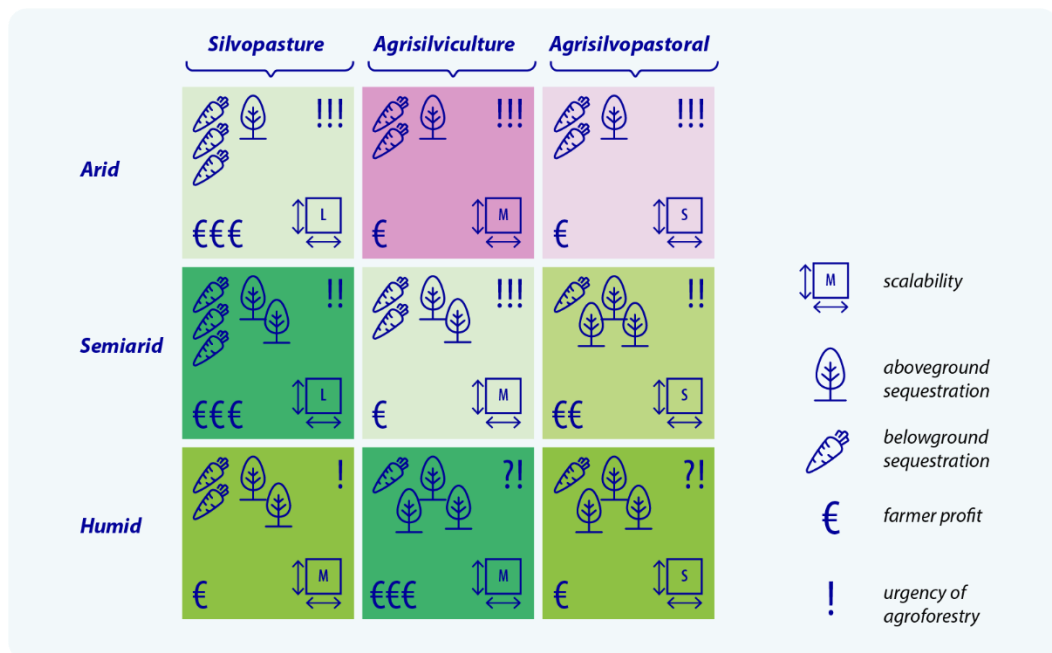 Silvopasture Agrisilviculture Agrisilvopastoral
Arid
!!! !!! !!!
€€€ L € M € S
Semiarid
!! !!! !!
€€€ L € M €€ S
Humid
! ?! ?!
€ M €€€ M € S
M scalability
aboveground
sequestration
belowground
sequestration
€ farmer profit
! urgency of
agroforestry